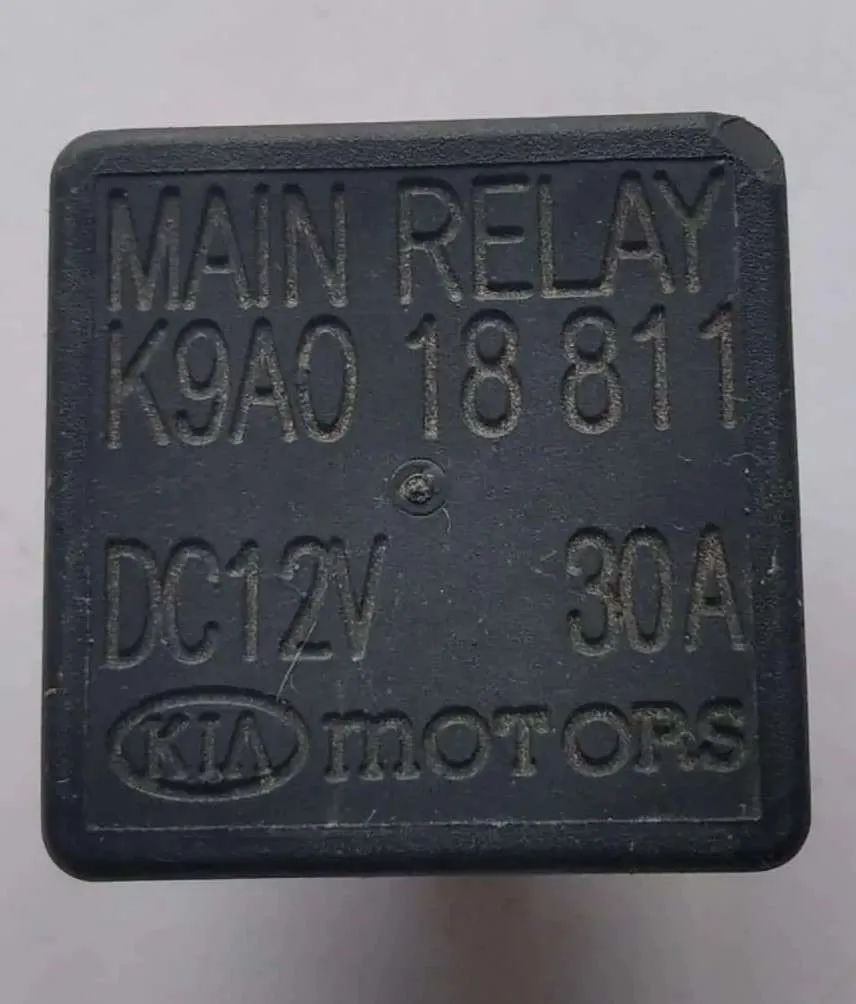 MAIN RELAY
K9A0 18 811
DC12V 30A
KIA MOTORS